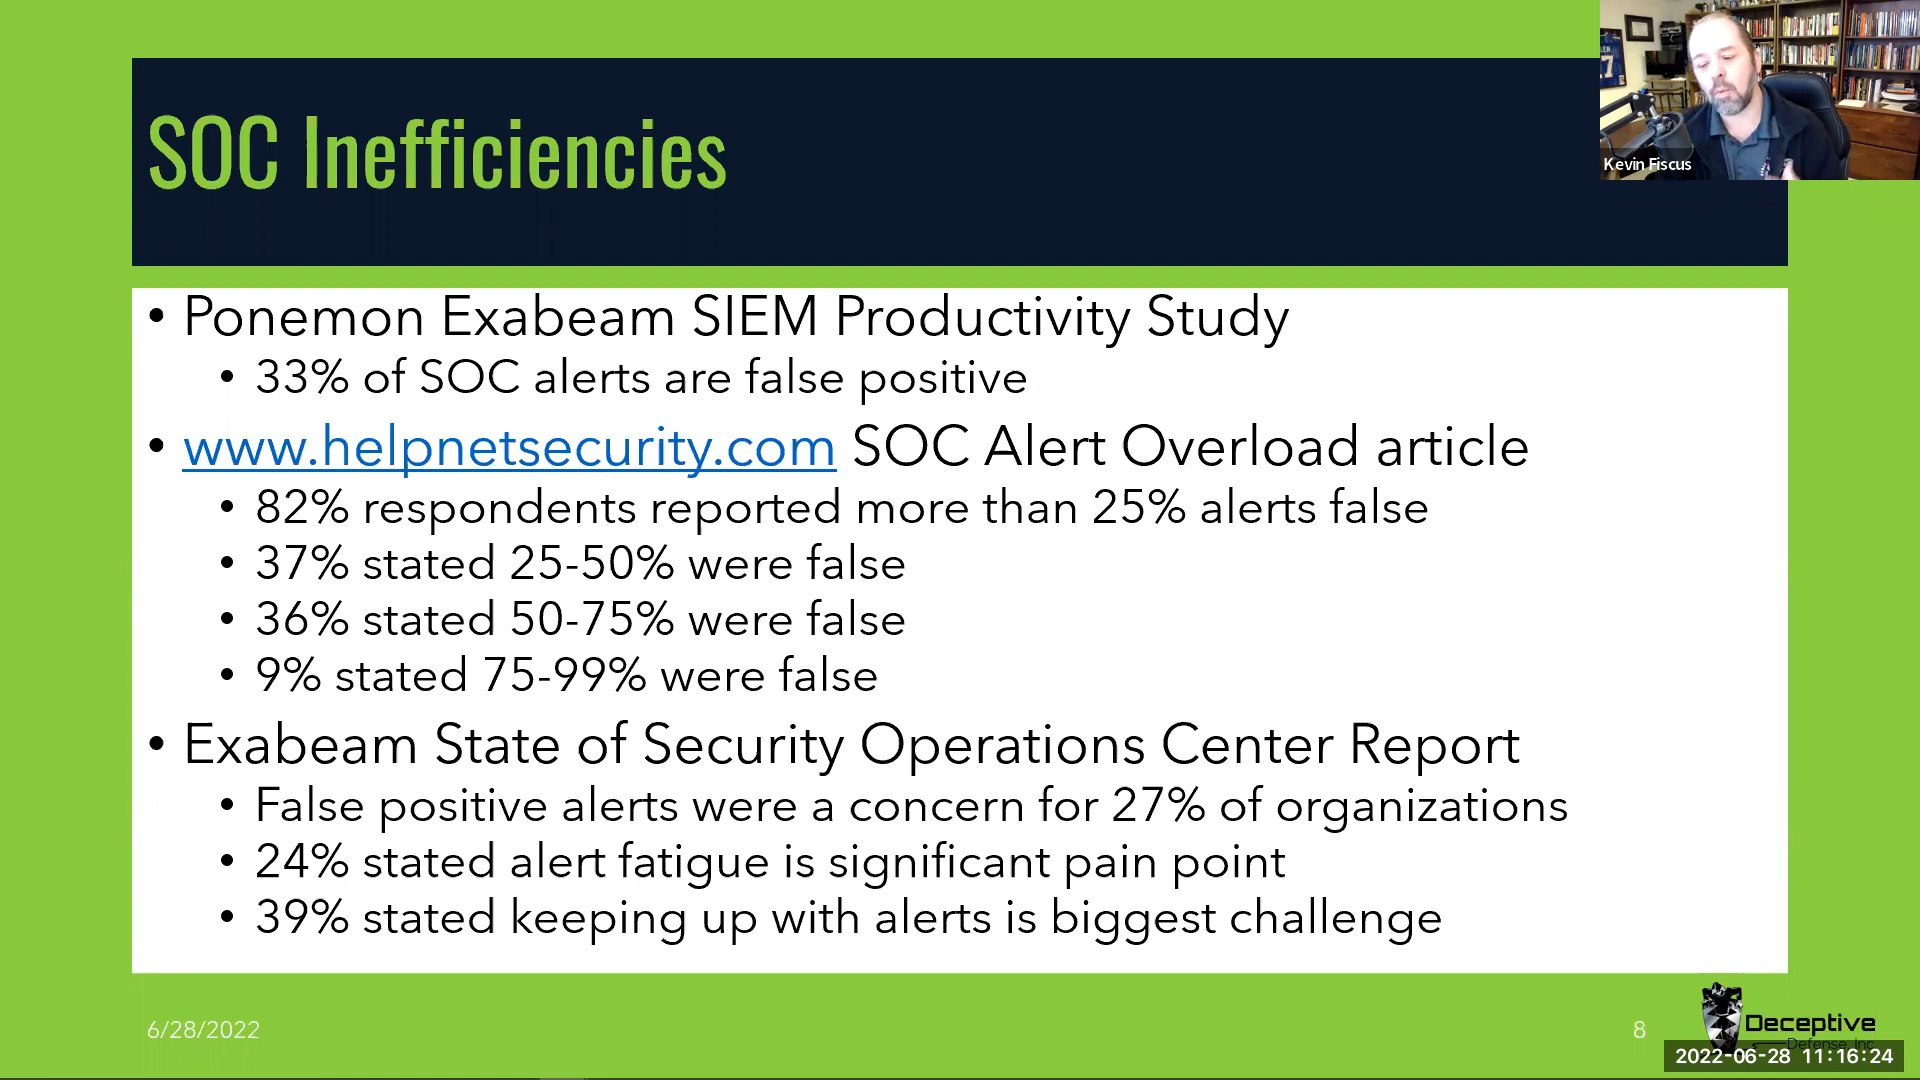 SOC Inefficiencies
Kevin Fiscus
• Ponemon Exabeam SIEM Productivity Study
• 33% of SOC alerts are false positive
• www.helpnetsecurity.com SOC Alert Overload article
• 82% respondents reported more than 25% alerts false
• 37% stated 25-50% were false
• 36% stated 50-75% were false
• 9% stated 75-99% were false
• Exabeam State of Security Operations Center Report
• False positive alerts were a concern for 27% of organizations
• 24% stated alert fatigue is significant pain point
• 39% stated keeping up with alerts is biggest challenge
6/28/2022
8
Deceptive
Defense, Inc
2022-06-28 11:16:24